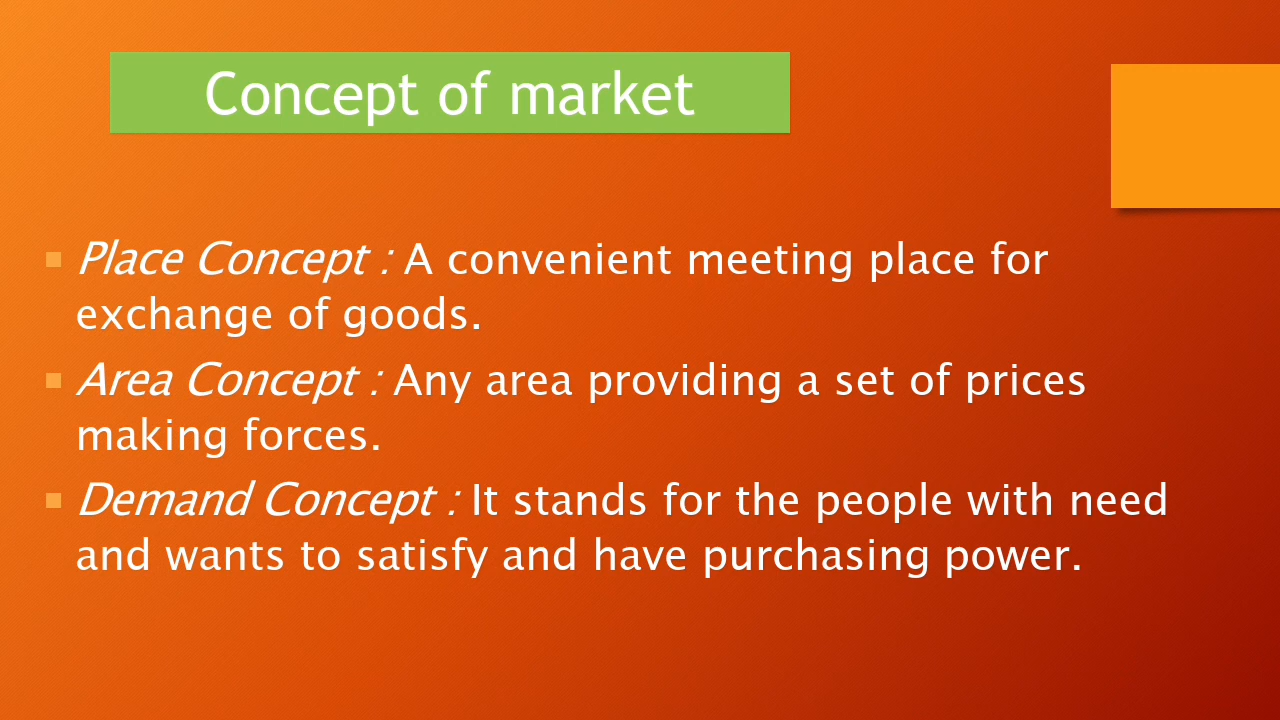 Concept of market
Place Concept : A convenient meeting place for
exchange of goods.
Area Concept : Any area providing a set of prices
making forces.
Demand Concept : It stands for the people with need
and wants to satisfy and have purchasing power.